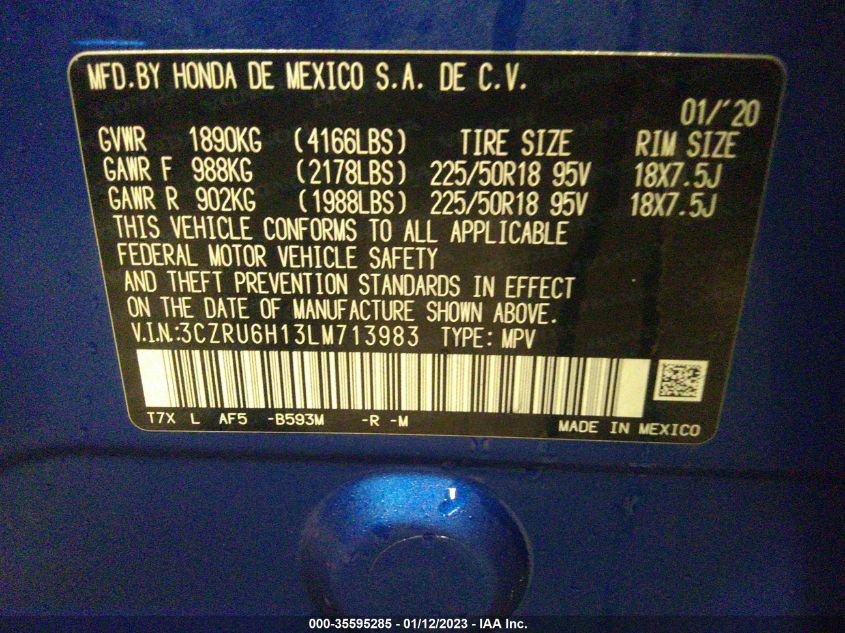 MFD.BY HONDA DE MEXICO S.A. DE C.V.
01/'20
GVWR 1890KG (4166LBS) TIRE SIZE RIM SIZE
GAWR F 988KG (2178LBS) 225/50R18 95V 18X7.5J
GAWR R 902KG (1988LBS) 225/50R18 95V 18X7.5J
THIS VEHICLE CONFORMS TO ALL APPLICABLE
FEDERAL MOTOR VEHICLE SAFETY
AND THEFT PREVENTION STANDARDS IN EFFECT
ON THE DATE OF MANUFACTURE SHOWN ABOVE.
V.I.N.:3CZRU6H13LM713983 TYPE: MPV
T7X L AF5 -B593M -R -M
MADE IN MEXICO
000-35595285 - 01/12/2023 - IAA Inc.